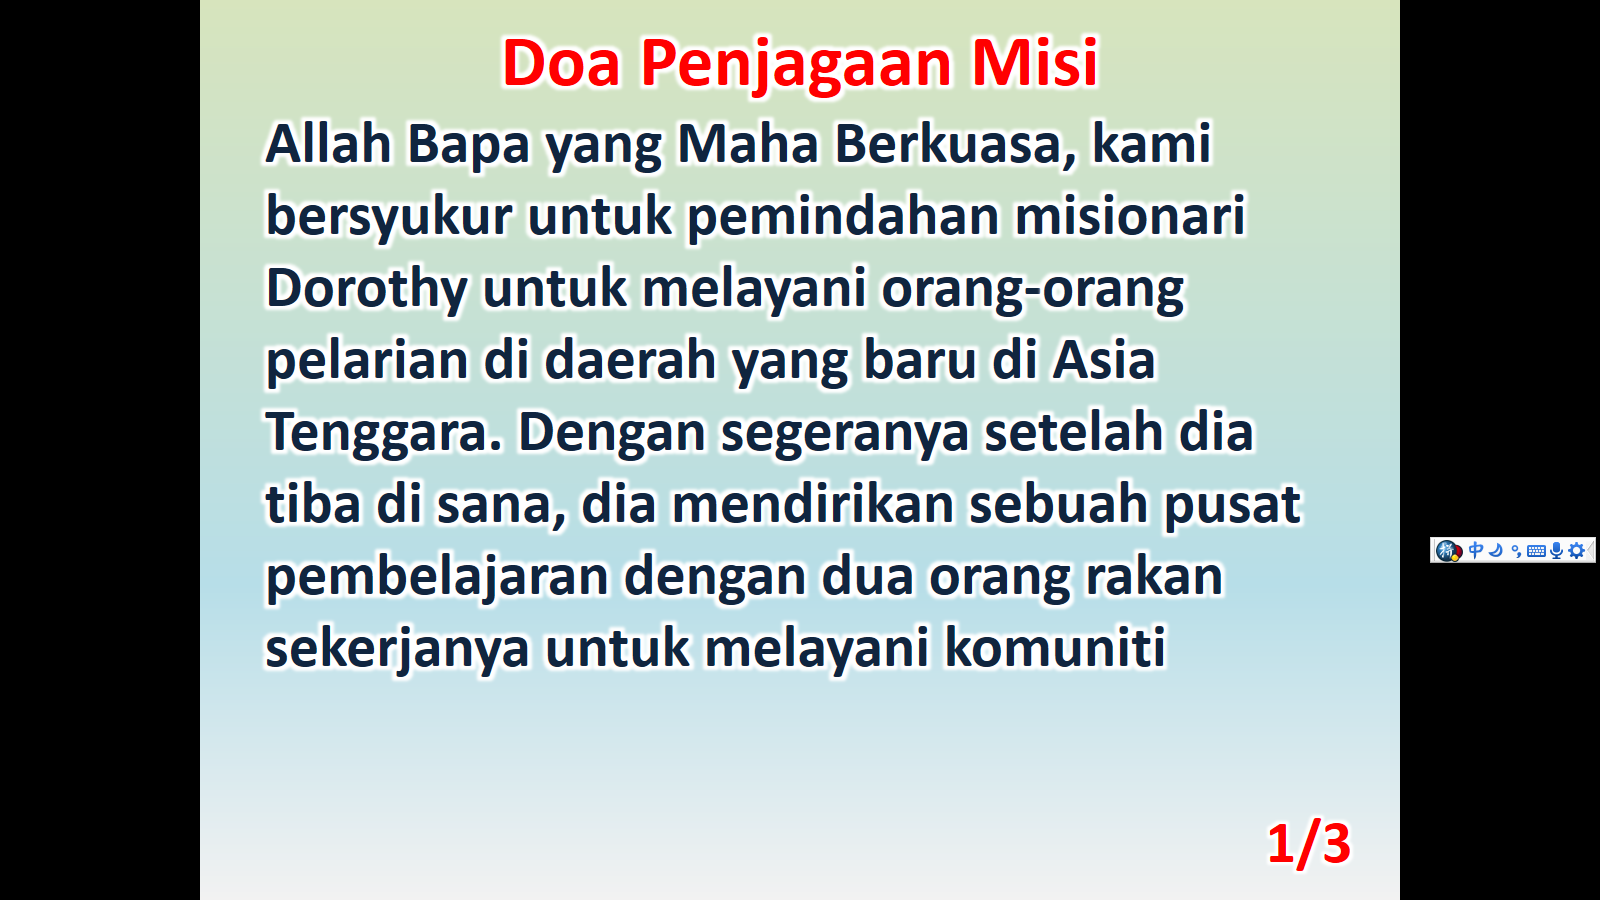 Doa Penjagaan Misi
Allah Bapa yang Maha Berkuasa, kami
bersyukur untuk pemindahan misionari
Dorothy untuk melayani orang-orang
pelarian di daerah yang baru di Asia
Tenggara. Dengan segeranya setelah dia
tiba di sana, dia mendirikan sebuah pusat
pembelajaran dengan dua orang rakan
sekerjanya untuk melayani komuniti
拼 中
1/3